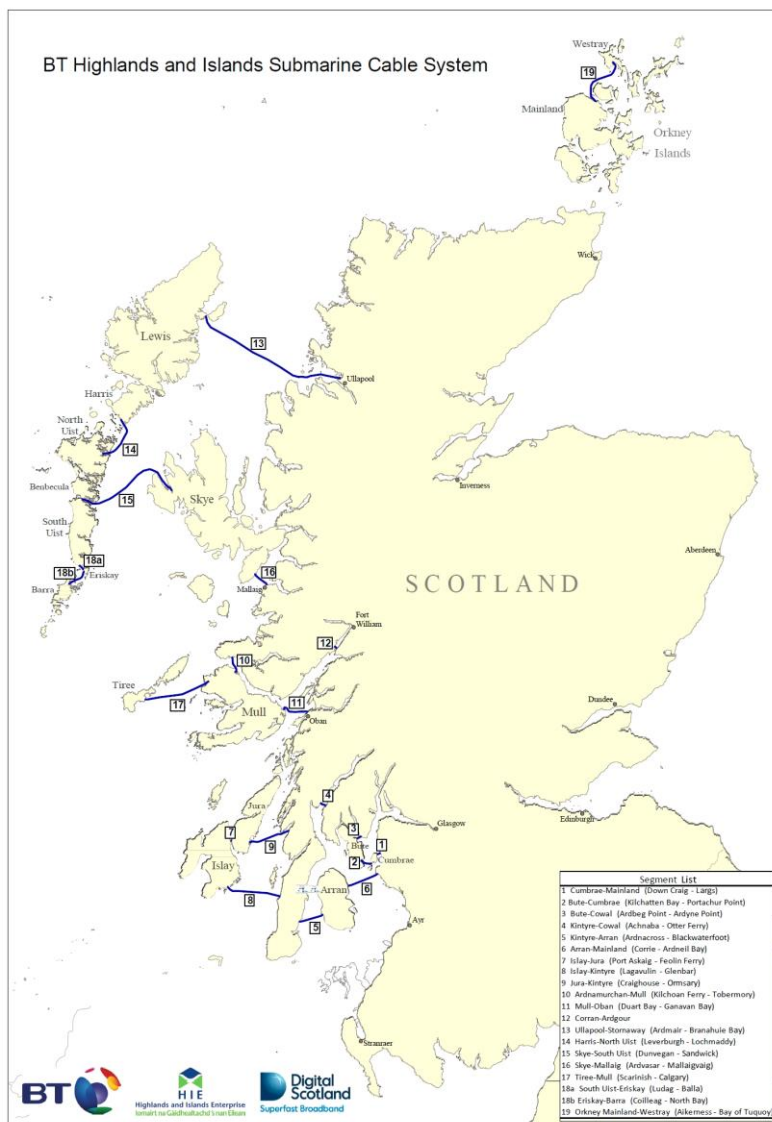 BT Highlands and Islands Submarine Cable System
Westray
19
Mainland
Orkney
Islands
Wick
Lewis
13
Ullapool
Harris
North
Uist
14
Benbecula
15
Skye
Inverness
South
Uist
18a
18b
Eriskay
Barra
16
Mallaig
Aberdeen
SCOTLAND
Fort
William
12
10
Tiree
17
Mull
11
Oban
Dundee
4
Jura
7
9
3
1
Bute
2
Cumbrae
Glasgow
Edinburgh
Islay
8
Arran
6
5
Ayr
Stranraer
Segment List
1 Cumbrae-Mainland (Down Craig - Largs)
2 Bute-Cumbrae (Kilchatten Bay - Portachur Point)
3 Bute-Cowal (Ardbeg Point - Ardyne Point)
4 Kintyre-Cowal (Achnaba - Otter Ferry)
5 Kintyre-Arran (Ardnacross - Blackwaterfoot)
6 Arran-Mainland (Corrie - Ardneil Bay)
7 Islay-Jura (Port Askaig - Feolin Ferry)
8 Islay-Kintyre (Lagavulin - Glenbar)
9 Jura-Kintyre (Craighouse - Ormsary)
10 Ardnamurchan-Mull (Kilchoan Ferry - Tobermory)
11 Mull-Oban (Duart Bay - Ganavan Bay)
12 Corran-Ardgour
13 Ullapool-Stornaway (Ardmair - Branahuie Bay)
14 Harris-North Uist (Leverburgh - Lochmaddy)
15 Skye-South Uist (Dunvegan - Sandwick)
16 Skye-Mallaig (Ardvasar - Mallaigvaig)
17 Tiree-Mull (Scarinish - Calgary)
18a South Uist-Eriskay (Ludag - Balla)
18b Eriskay-Barra (Coilleag - North Bay)
19 Orkney Mainland-Westray (Aikerness - Bay of Tuquoy)
BT
HIE
Highlands and Islands Enterprise
Iomairt na Gàidhealtachd 's nan Eilean
Digital
Scotland
Superfast Broadband